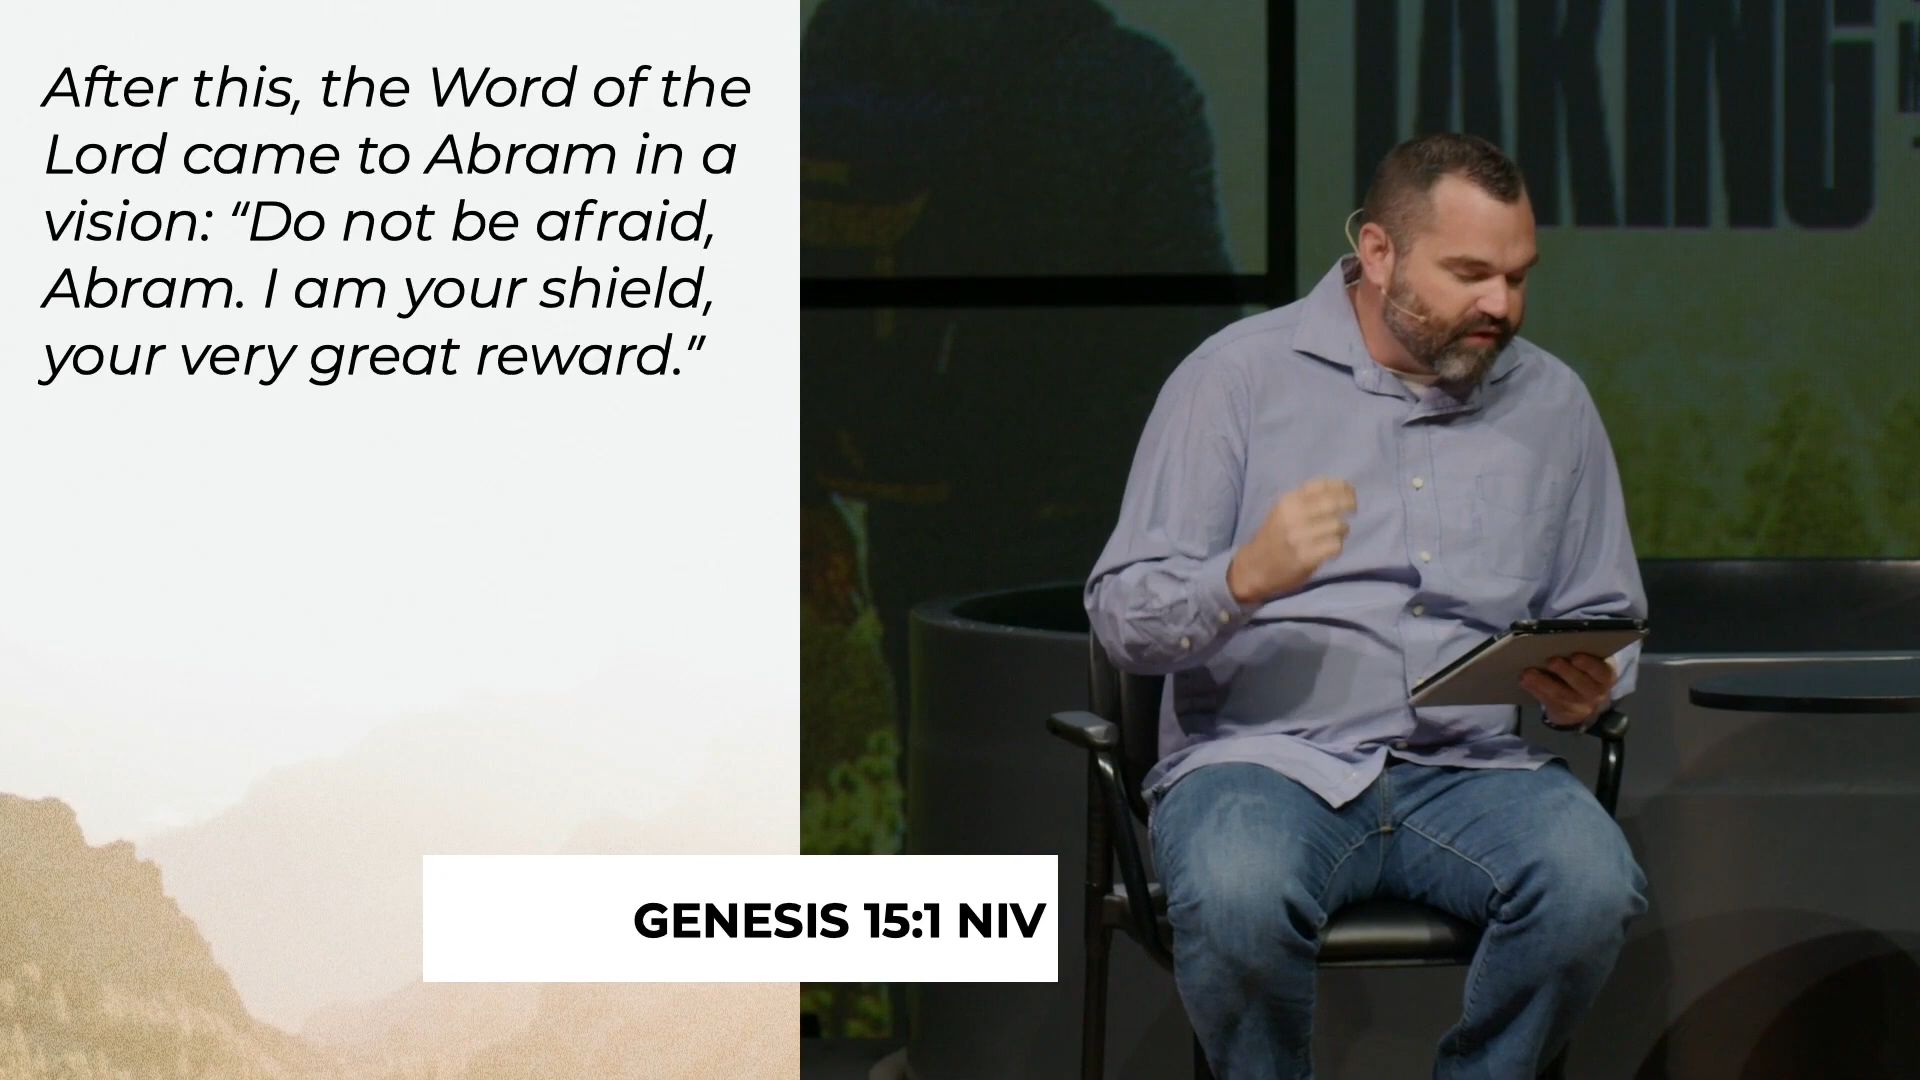 After this, the Word of the
Lord came to Abram in a
vision: “Do not be afraid,
Abram. I am your shield,
your very great reward.”
GENESIS 15:1 NIV
TAKING